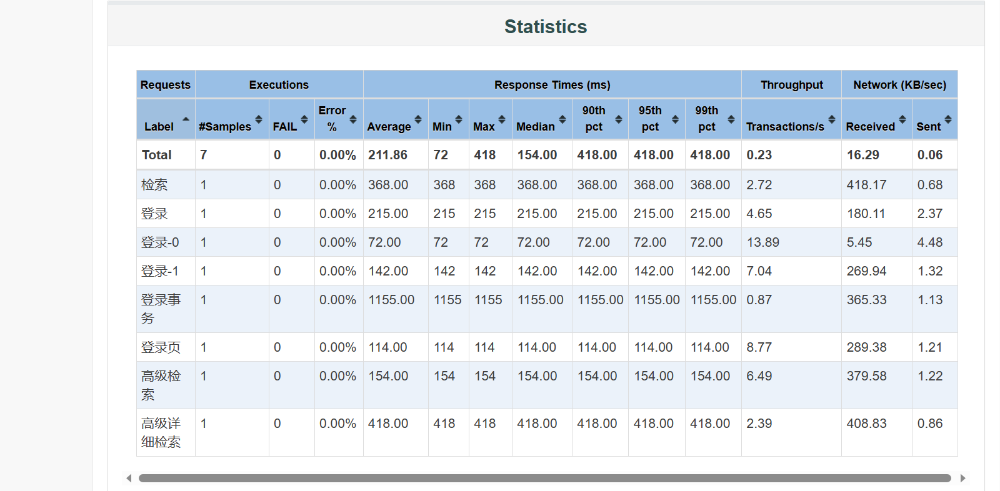 Statistics
Requests Executions Response Times (ms) Throughput Network (KB/sec)
Label #Samples FAIL Error % Average Min Max Median 90th pct 95th pct 99th pct Transactions/s Received Sent
Total 7 0 0.00% 211.86 72 418 154.00 418.00 418.00 418.00 0.23 16.29 0.06
检索 1 0 0.00% 368.00 368 368 368.00 368.00 368.00 368.00 2.72 418.17 0.68
登录 1 0 0.00% 215.00 215 215 215.00 215.00 215.00 215.00 4.65 180.11 2.37
登录-0 1 0 0.00% 72.00 72 72 72.00 72.00 72.00 72.00 13.89 5.45 4.48
登录-1 1 0 0.00% 142.00 142 142 142.00 142.00 142.00 142.00 7.04 269.94 1.32
登录事务 1 0 0.00% 1155.00 1155 1155 1155.00 1155.00 1155.00 1155.00 0.87 365.33 1.13
登录页 1 0 0.00% 114.00 114 114 114.00 114.00 114.00 114.00 8.77 289.38 1.21
高级检索 1 0 0.00% 154.00 154 154 154.00 154.00 154.00 154.00 6.49 379.58 1.22
高级详细检索 1 0 0.00% 418.00 418 418 418.00 418.00 418.00 418.00 2.39 408.83 0.86